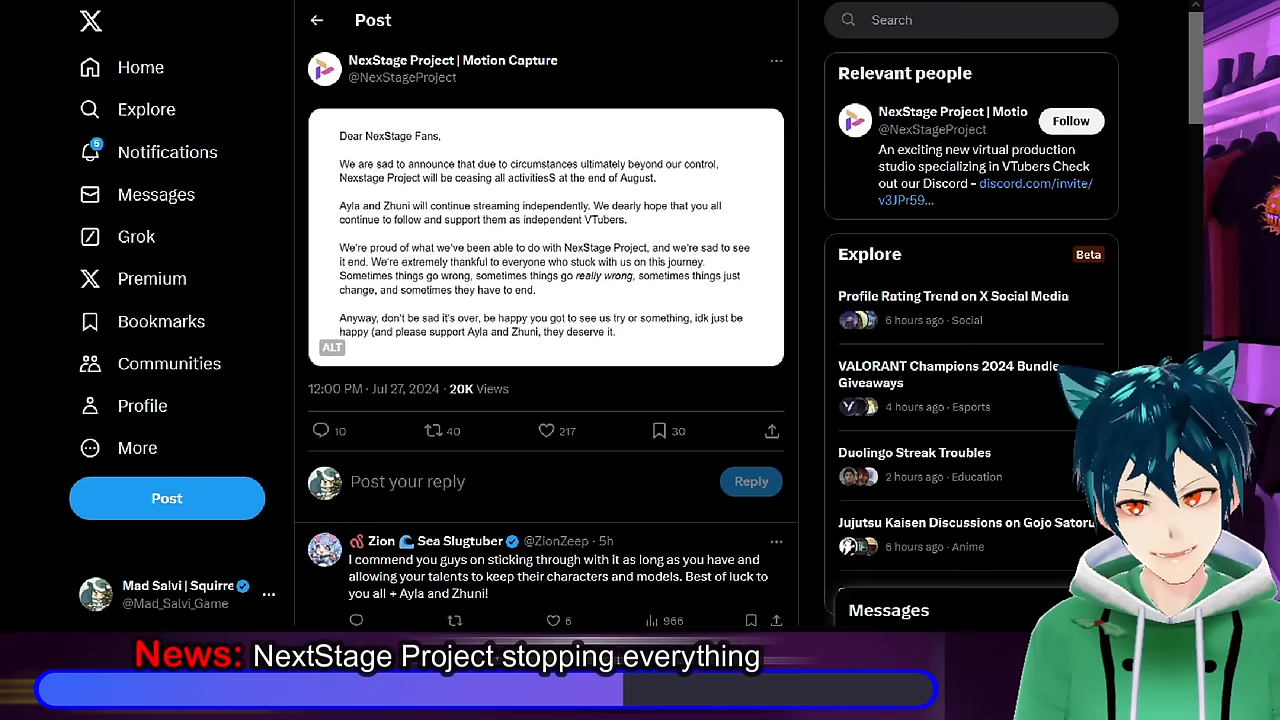 Home
Explore
6
Notifications
Messages
Grok
Premium
Bookmarks
Communities
Profile
More
Post
Mad Salvi | Squirre
@Mad_Salvi_Game
Post
NexStage Project | Motion Capture
@NexStageProject
Dear NexStage Fans,
We are sad to announce that due to circumstances ultimately beyond our control,
Nexstage Project will be ceasing all activitiesS at the end of August.
Ayla and Zhuni will continue streaming independently. We dearly hope that you all
continue to follow and support them as independent VTubers.
We're proud of what we've been able to do with NexStage Project, and we're sad to see
it end. We're extremely thankful to everyone who stuck with us on this journey.
Sometimes things go wrong, sometimes things go really wrong, sometimes things just
change, and sometimes they have to end.
Anyway, don't be sad it's over, be happy you got to see us try or something, idk just be
happy (and please support Ayla and Zhuni, they deserve it.
ALT
12:00 PM · Jul 27, 2024 · 20K Views
10 40 217 30
Post your reply
Reply
Zion Sea Slugtuber @ZionZeep · 5h
I commend you guys on sticking through with it as long as you have and
allowing your talents to keep their characters and models. Best of luck to
you all + Ayla and Zhuni!
6 966
Search
Relevant people
NexStage Project | Motio
@NexStageProject
Follow
An exciting new virtual production
studio specializing in VTubers Check
out our Discord - discord.com/invite/
v3JPr59...
Explore
Beta
Profile Rating Trend on X Social Media
6 hours ago · Social
VALORANT Champions 2024 Bundle
Giveaways
4 hours ago · Esports
Duolingo Streak Troubles
2 hours ago · Education
Jujutsu Kaisen Discussions on Gojo Satoru
6 hours ago · Anime
Messages
News: NextStage Project stopping everything